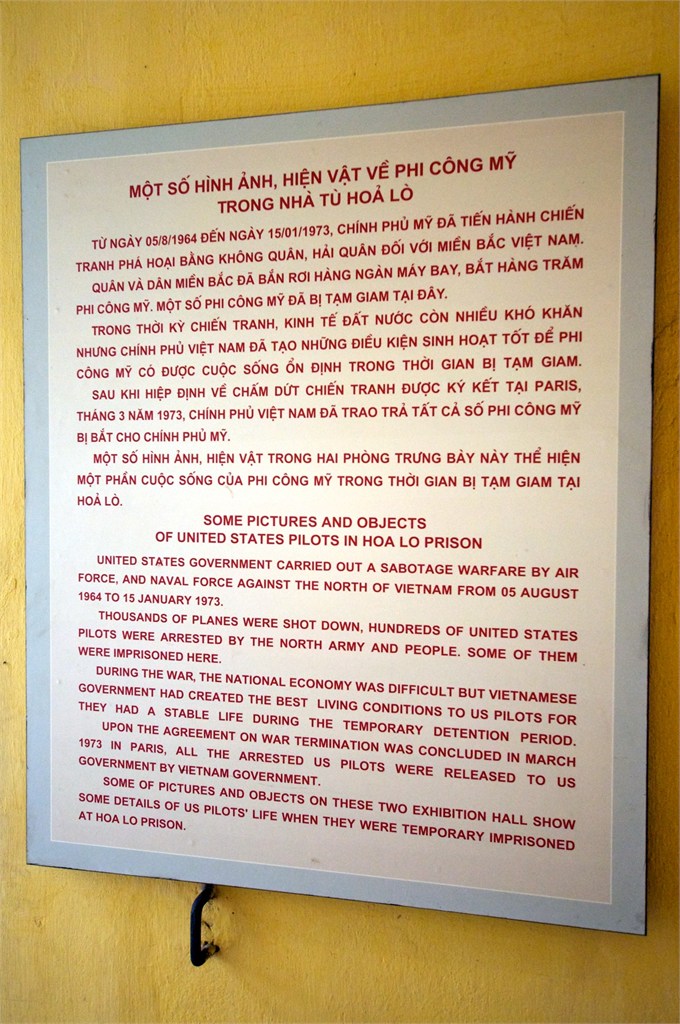 MỘT SỐ HÌNH ẢNH, HIỆN VẬT VỀ PHI CÔNG MỸ
TRONG NHÀ TÙ HOẢ LÒ
TỪ NGÀY 05/8/1964 ĐẾN NGÀY 15/01/1973, CHÍNH PHỦ MỸ ĐÃ TIẾN HÀNH CHIẾN
TRANH PHÁ HOẠI BẰNG KHÔNG QUÂN, HẢI QUÂN ĐỐI VỚI MIỀN BẮC VIỆT NAM.
QUÂN VÀ DÂN MIỀN BẮC ĐÃ BẮN RƠI HÀNG NGÀN MÁY BAY, BẮT HÀNG TRĂM
PHI CÔNG MỸ. MỘT SỐ PHI CÔNG MỸ ĐÃ BỊ TẠM GIAM TẠI ĐÂY.
TRONG THỜI KỲ CHIẾN TRANH, KINH TẾ ĐẤT NƯỚC CÒN NHIỀU KHÓ KHĂN
NHƯNG CHÍNH PHỦ VIỆT NAM ĐÃ TẠO NHỮNG ĐIỀU KIỆN SINH HOẠT TỐT ĐỂ PHI
CÔNG MỸ CÓ ĐƯỢC CUỘC SỐNG ỔN ĐỊNH TRONG THỜI GIAN BỊ TẠM GIAM.
SAU KHI HIỆP ĐỊNH VỀ CHẤM DỨT CHIẾN TRANH ĐƯỢC KÝ KẾT TẠI PARIS,
THÁNG 3 NĂM 1973, CHÍNH PHỦ VIỆT NAM ĐÃ TRAO TRẢ TẤT CẢ SỐ PHI CÔNG MỸ
BỊ BẮT CHO CHÍNH PHỦ MỸ.
MỘT SỐ HÌNH ẢNH, HIỆN VẬT TRONG HAI PHÒNG TRƯNG BÀY NÀY THỂ HIỆN
MỘT PHẦN CUỘC SỐNG CỦA PHI CÔNG MỸ TRONG THỜI GIAN BỊ TẠM GIAM TẠI
HOẢ LÒ.
SOME PICTURES AND OBJECTS
OF UNITED STATES PILOTS IN HOA LO PRISON
UNITED STATES GOVERNMENT CARRIED OUT A SABOTAGE WARFARE BY AIR
FORCE, AND NAVAL FORCE AGAINST THE NORTH OF VIETNAM FROM 05 AUGUST
1964 TO 15 JANUARY 1973.
THOUSANDS OF PLANES WERE SHOT DOWN, HUNDREDS OF UNITED STATES
PILOTS WERE ARRESTED BY THE NORTH ARMY AND PEOPLE. SOME OF THEM
WERE IMPRISONED HERE.
DURING THE WAR, THE NATIONAL ECONOMY WAS DIFFICULT BUT VIETNAMESE
GOVERNMENT HAD CREATED THE BEST LIVING CONDITIONS TO US PILOTS FOR
THEY HAD A STABLE LIFE DURING THE TEMPORARY DETENTION PERIOD.
UPON THE AGREEMENT ON WAR TERMINATION WAS CONCLUDED IN MARCH
1973 IN PARIS, ALL THE ARRESTED US PILOTS WERE RELEASED TO US
GOVERNMENT BY VIETNAM GOVERNMENT.
SOME OF PICTURES AND OBJECTS ON THESE TWO EXHIBITION HALL SHOW
SOME DETAILS OF US PILOTS' LIFE WHEN THEY WERE TEMPORARY IMPRISONED
AT HOA LO PRISON.